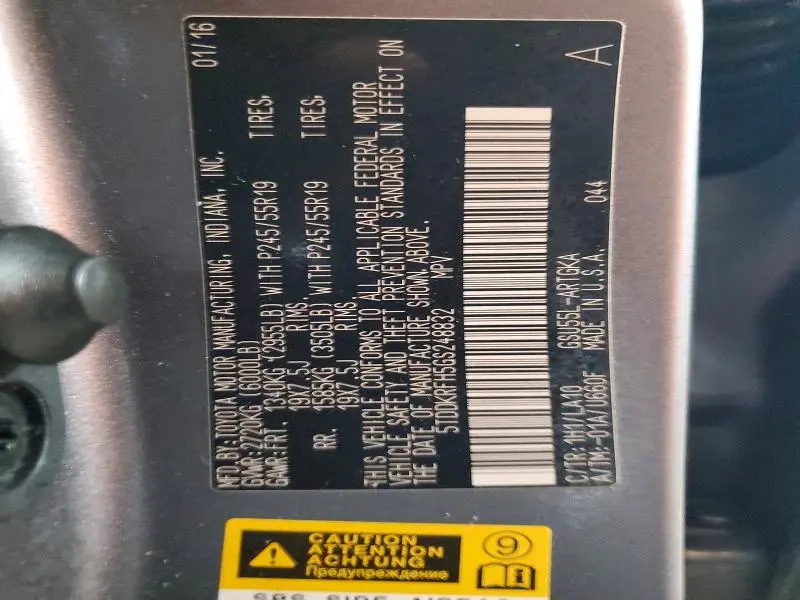 MFD BY:TOYOTA MOTOR MANUFACTURING, INDIANA, INC. 01/16
GVWR:2720KG (6000LB)
GAWR:FRT. 1340KG (2955LB) WITH P245/55R19 TIRES,
19X7.5J RIMS.
RR. 1585KG (3505LB) WITH P245/55R19 TIRES,
19X7.5J RIMS.
THIS VEHICLE CONFORMS TO ALL APPLICABLE FEDERAL MOTOR
VEHICLE SAFETY AND THEFT PREVENTION STANDARDS IN EFFECT ON
THE DATE OF MANUFACTURE SHOWN ABOVE.
5TDDKRFH5GS248832 MPV
C/TR:1H1/LA10 GSU55L-ARTGKA 044
A/TM:-01A/U660F MADE IN U.S.A. A
CAUTION
ATTENTION
ACHTUNG
Предупреждение
9
SRS SIDE